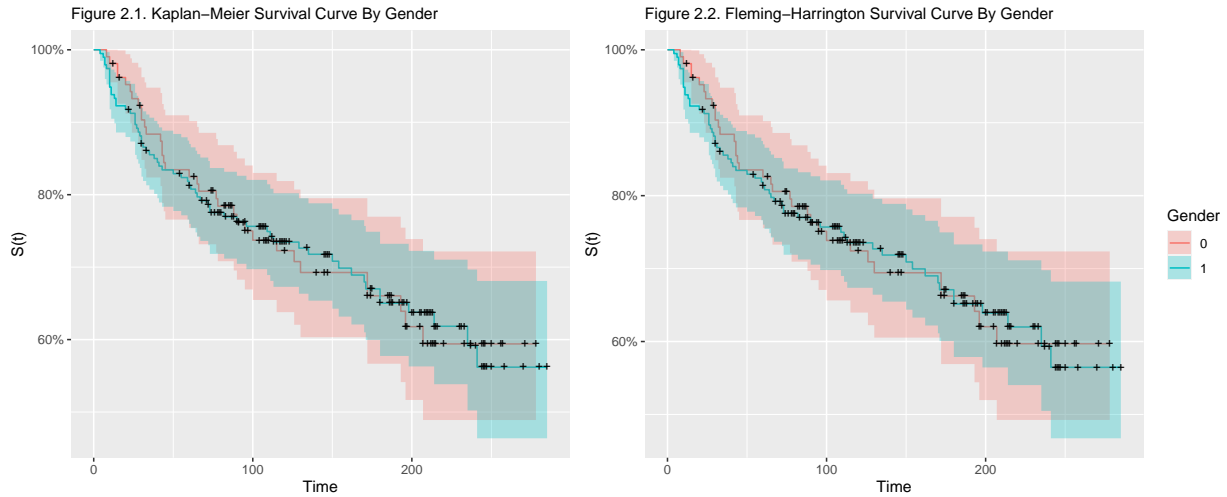 Figure 2.1. Kaplan−Meier Survival Curve By Gender
100%
80%
60%
S(t)
0
100
200
Time
Figure 2.2. Fleming−Harrington Survival Curve By Gender
100%
80%
60%
S(t)
0
100
200
Time
Gender
0
1